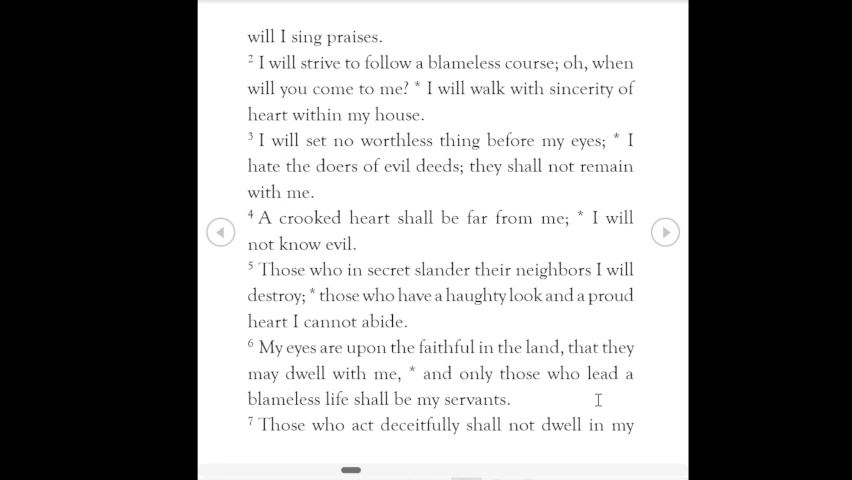 will I sing praises.
2 I will strive to follow a blameless course; oh, when
will you come to me? * I will walk with sincerity of
heart within my house.
3 I will set no worthless thing before my eyes; * I
hate the doers of evil deeds; they shall not remain
with me.
4 A crooked heart shall be far from me; * I will
not know evil.
5 Those who in secret slander their neighbors I will
destroy; * those who have a haughty look and a proud
heart I cannot abide.
6 My eyes are upon the faithful in the land, that they
may dwell with me, * and only those who lead a
blameless life shall be my servants.
7 Those who act deceitfully shall not dwell in my